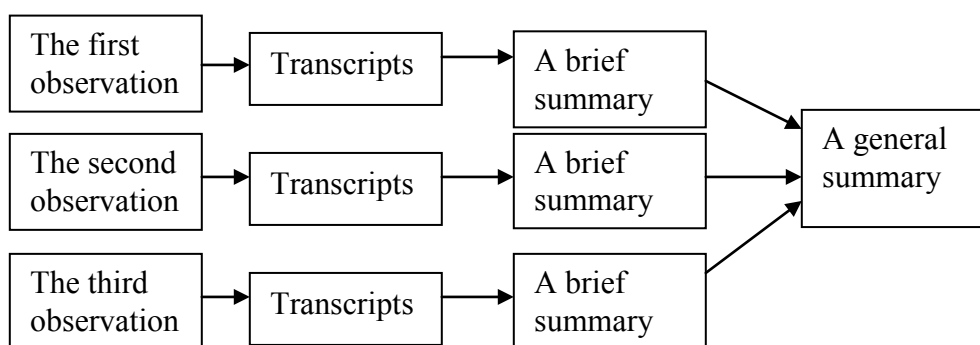 The first
observation
Transcripts
A brief
summary
The second
observation
Transcripts
A brief
summary
The third
observation
Transcripts
A brief
summary
A general
summary